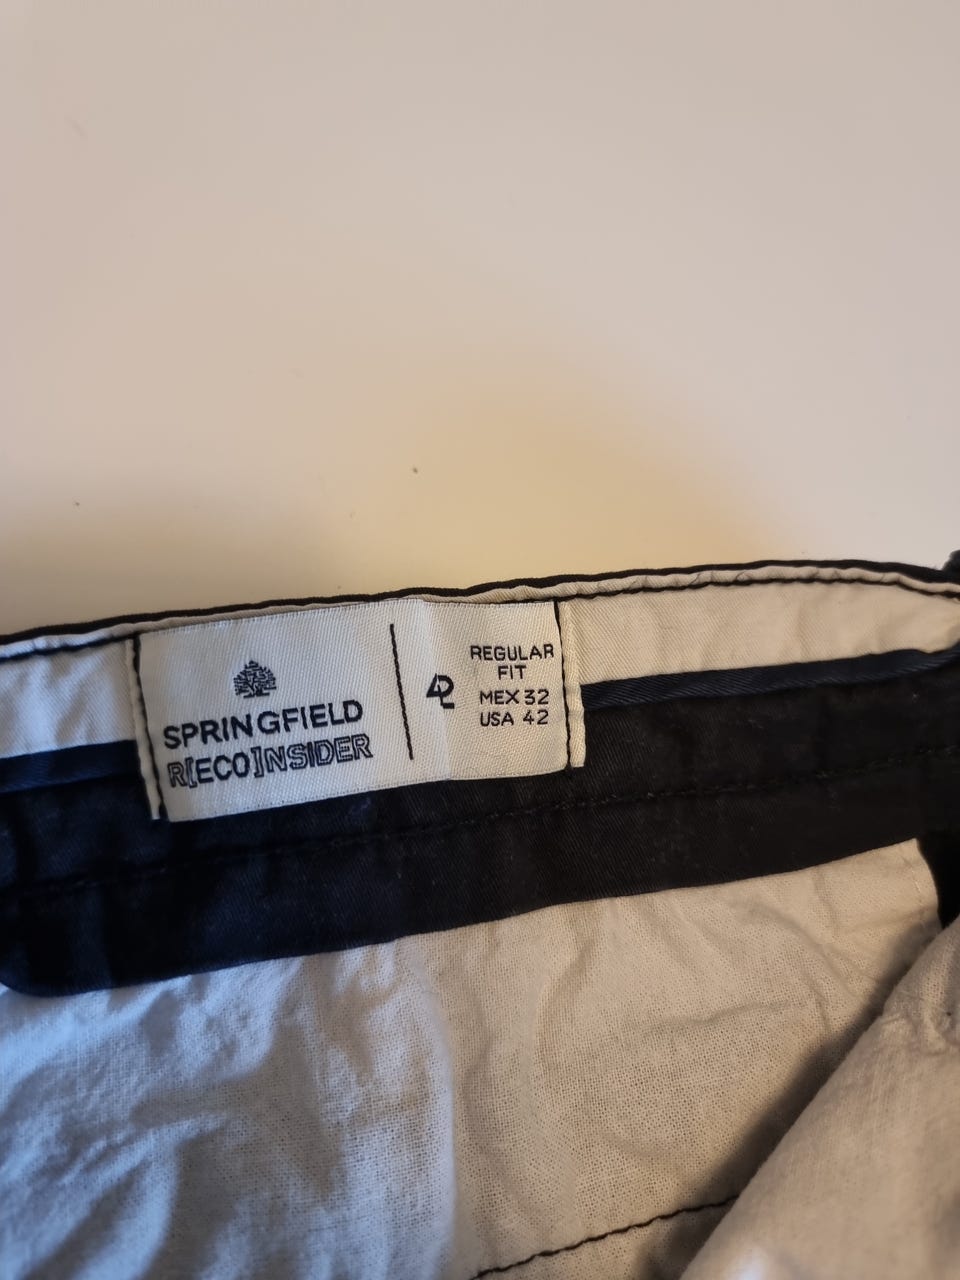 SPRINGFIELD
R[ECO]NSIDER
42
REGULAR
FIT
MEX 32
USA 42